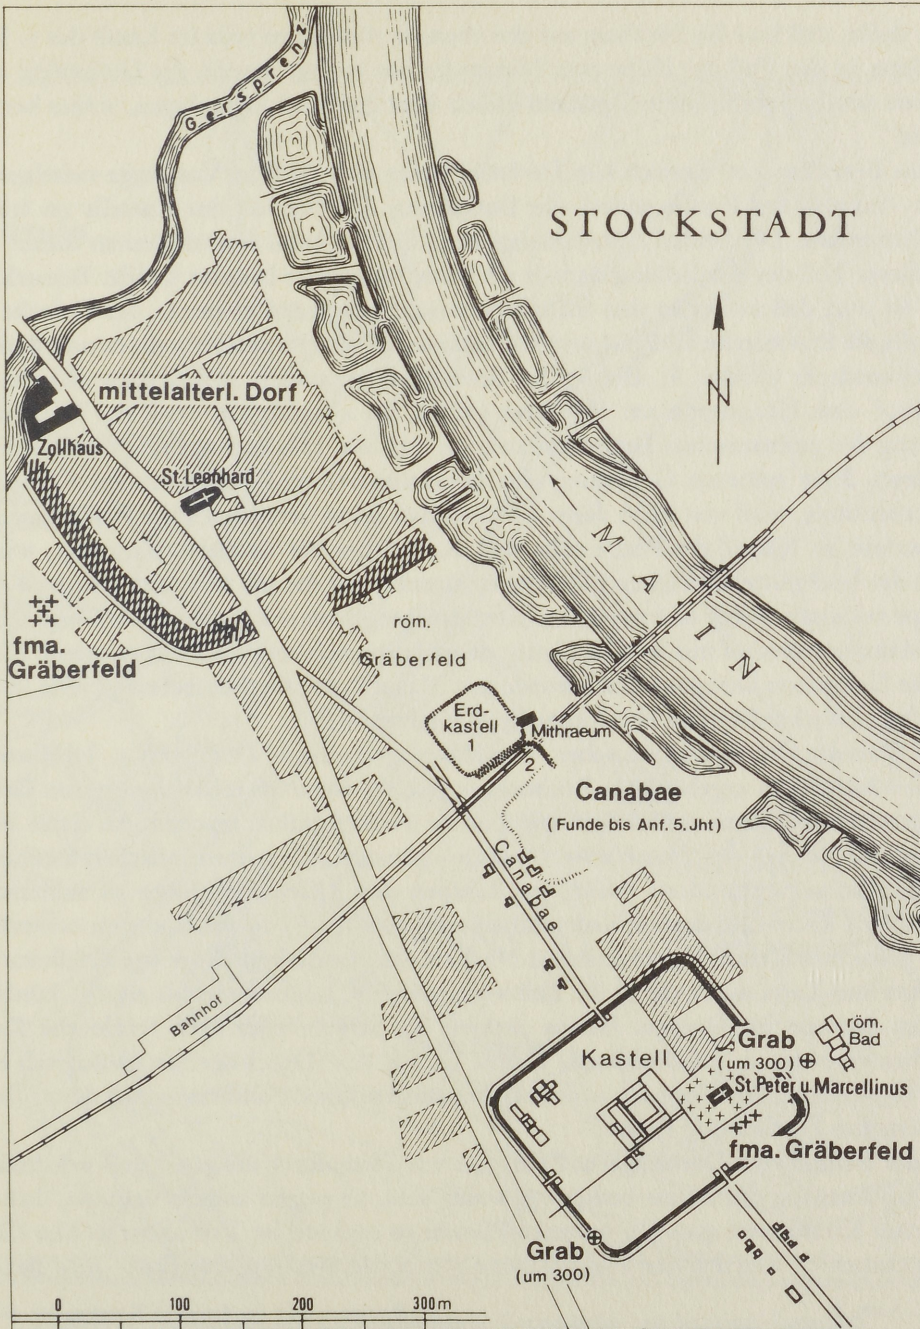 Gersprenz
STOCKSTADT
N
mittelalterl. Dorf
Zollhaus
St. Leonhard
MAIN
fma.
Gräberfeld
röm.
Gräberfeld
Erd-
kastell
1
Mithraeum
2
Canabae
(Funde bis Anf. 5. Jht)
Canabae
Bahnhof
Kastell
Grab
(um 300)
röm.
Bad
St. Peter u. Marcellinus
fma. Gräberfeld
Grab
(um 300)
0 100 200 300 m